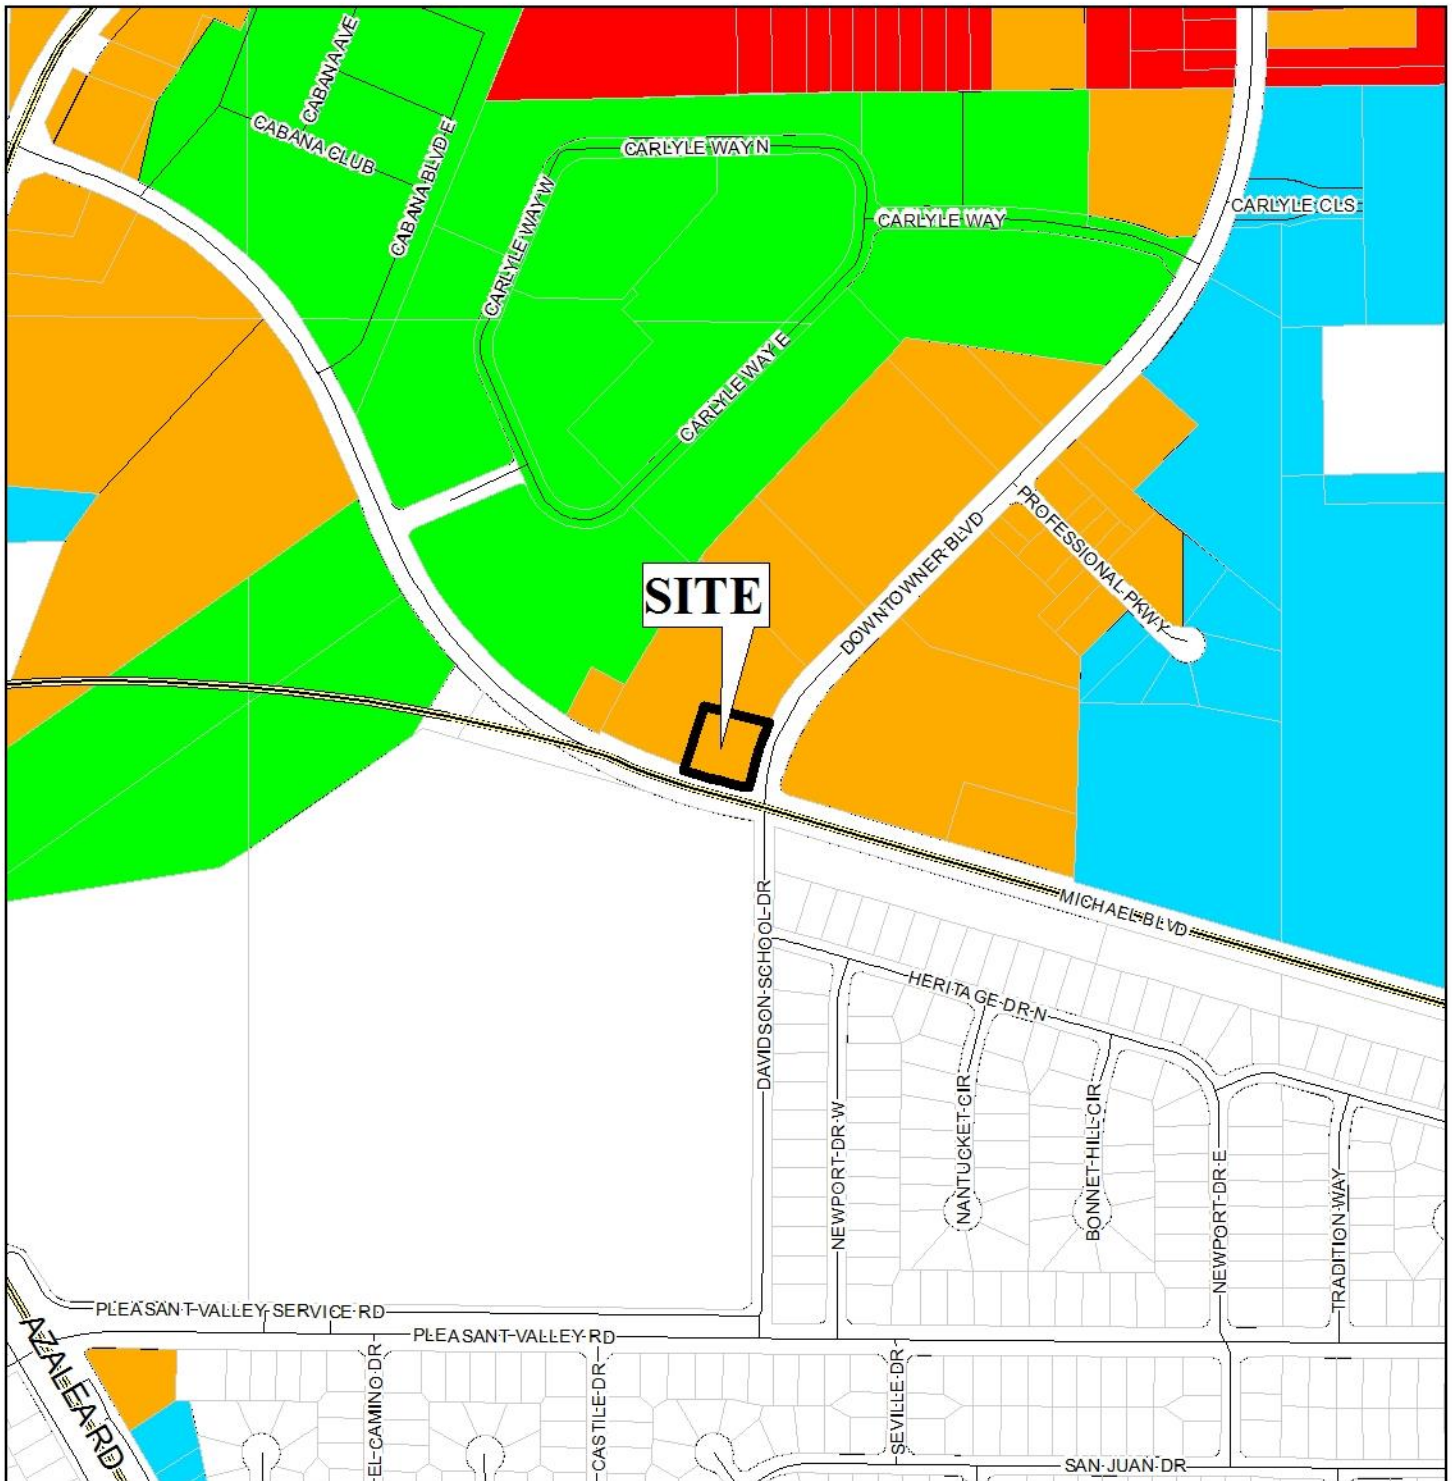 CABANA AVE
CABANA CLUB
CABANA BLVD E
CARLYLE WAY N
CARLYLE WAY W
CARLYLE WAY
CARLYLE CLS
CARLYLE WAY E
PROFESSIONAL PKWY
DOWNTOWNER BLVD
SITE
MICHAEL BLVD
DAVIDSON SCHOOL DR
HERITAGE DR N
NANTUCKET CIR
BONNET HILL CIR
NEWPORT DR W
NEWPORT DR E
TRADITION WAY
PLEASANT VALLEY SERVICE RD
PLEASANT VALLEY RD
AZALEA RD
EL CAMINO DR
CASTILE DR
SEVILLE DR
SAN JUAN DR